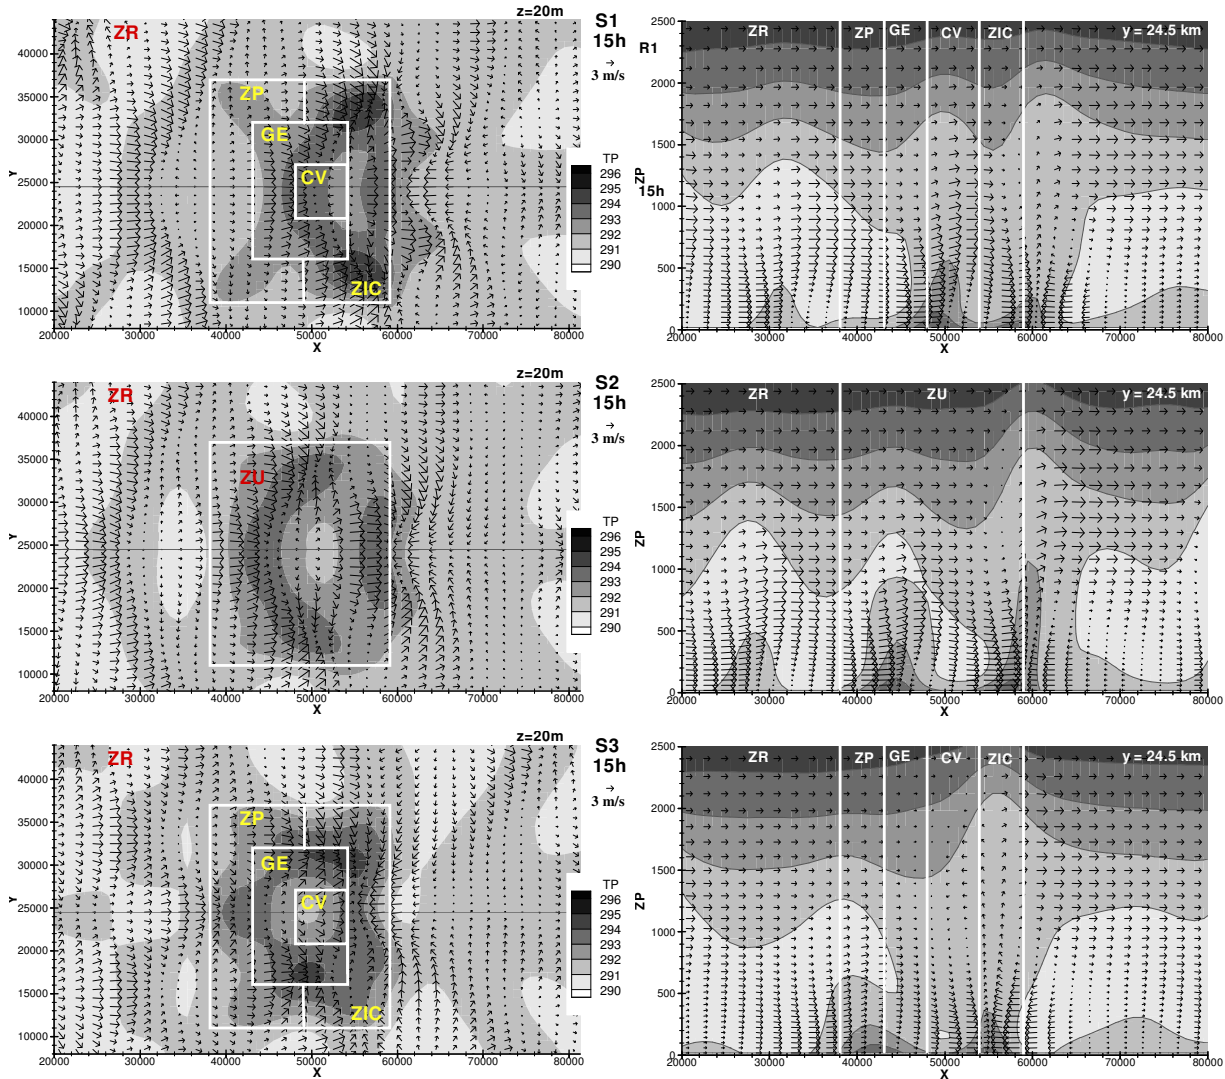 z=20m
S1
15h
3 m/s
ZR
ZP
GE
CV
ZIC
Y
40000
35000
30000
25000
20000
15000
10000
20000 30000 40000 50000 60000 70000 80000
X
TP
296
295
294
293
292
291
290
R1
ZR ZP GE CV ZIC y = 24.5 km
2500
2000
1500
1000
500
0
ZP
15h
20000 30000 40000 50000 60000 70000 80000
X
z=20m
S2
15h
3 m/s
ZR
ZU
Y
40000
35000
30000
25000
20000
15000
10000
20000 30000 40000 50000 60000 70000 80000
X
TP
296
295
294
293
292
291
290
ZR ZU y = 24.5 km
2500
2000
1500
1000
500
0
ZP
20000 30000 40000 50000 60000 70000 80000
X
z=20m
S3
15h
3 m/s
ZR
ZP
GE
CV
ZIC
Y
40000
35000
30000
25000
20000
15000
10000
20000 30000 40000 50000 60000 70000 80000
X
TP
296
295
294
293
292
291
290
ZR ZP GE CV ZIC y = 24.5 km
2500
2000
1500
1000
500
0
ZP
20000 30000 40000 50000 60000 70000 80000
X